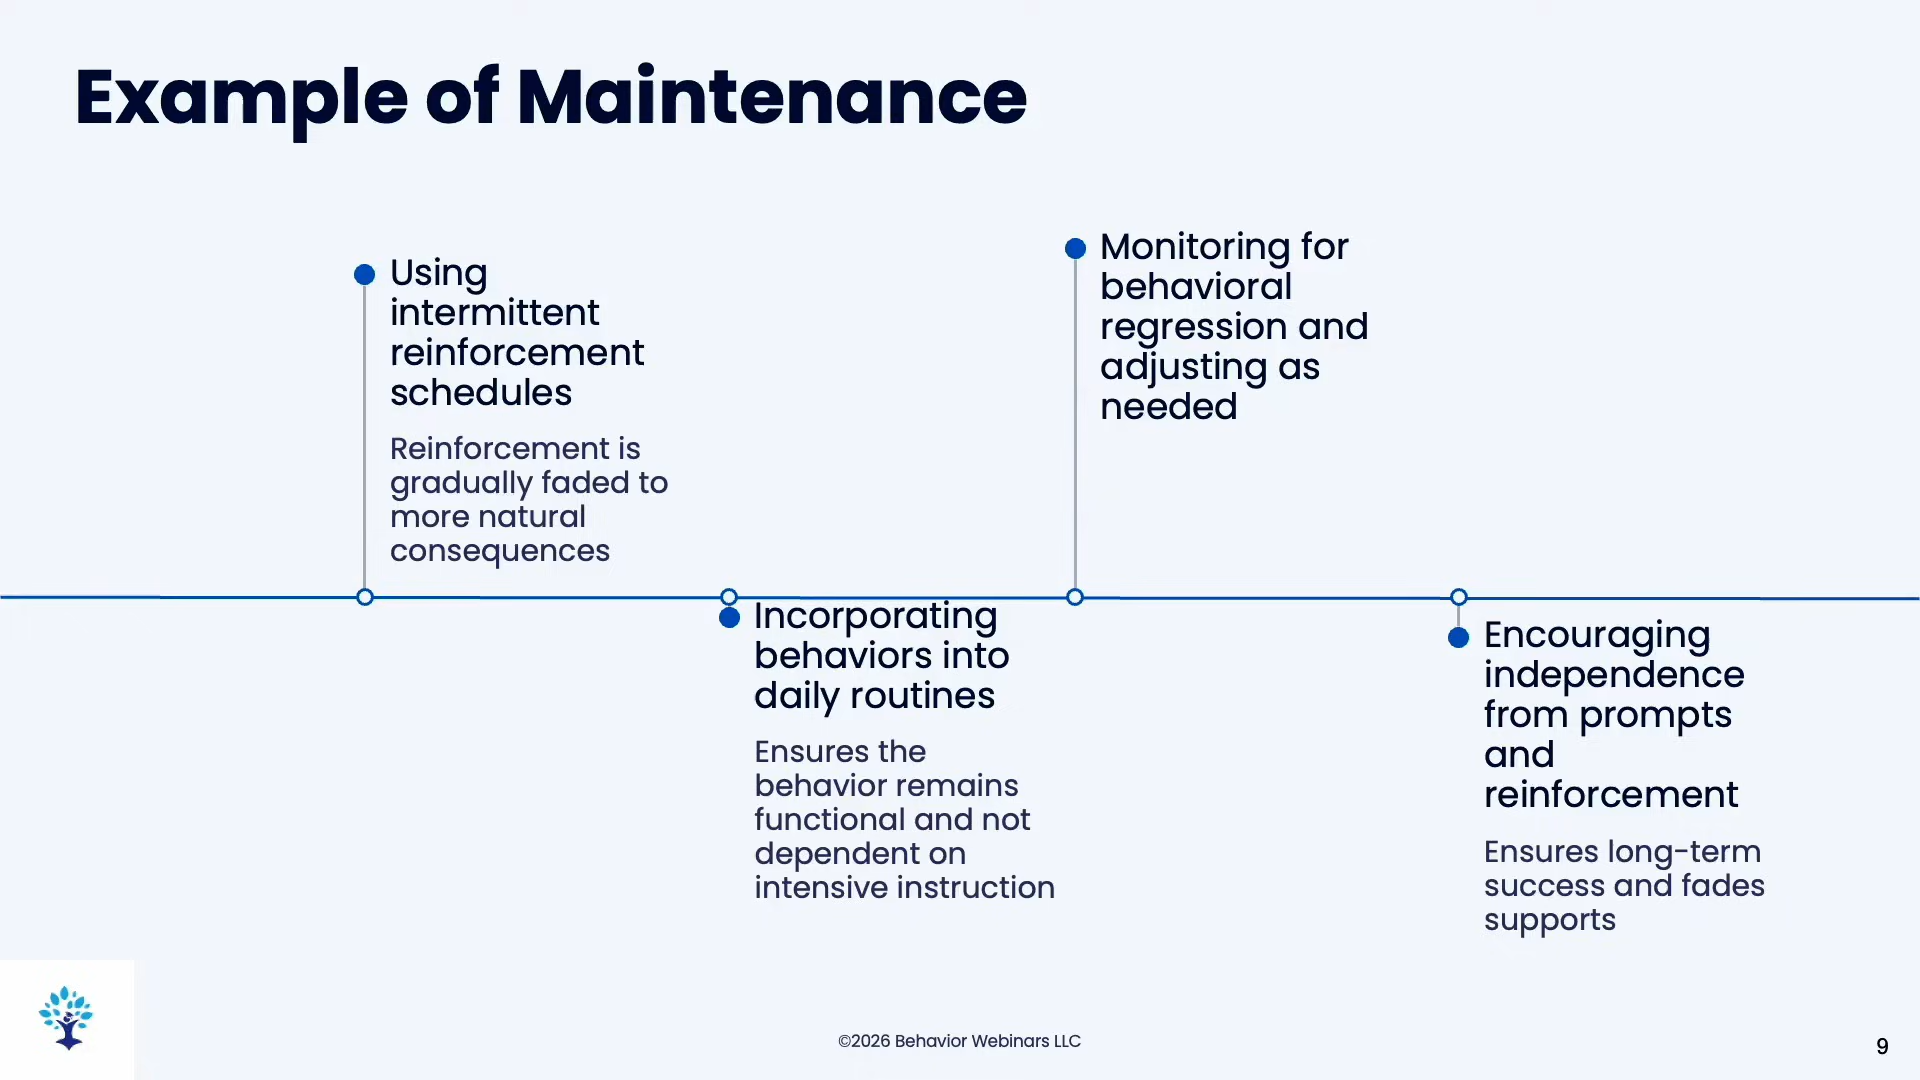 Example of Maintenance
Using
intermittent
reinforcement
schedules
Reinforcement is
gradually faded to
more natural
consequences
Incorporating
behaviors into
daily routines
Ensures the
behavior remains
functional and not
dependent on
intensive instruction
Monitoring for
behavioral
regression and
adjusting as
needed
Encouraging
independence
from prompts
and
reinforcement
Ensures long-term
success and fades
supports
©2026 Behavior Webinars LLC
9